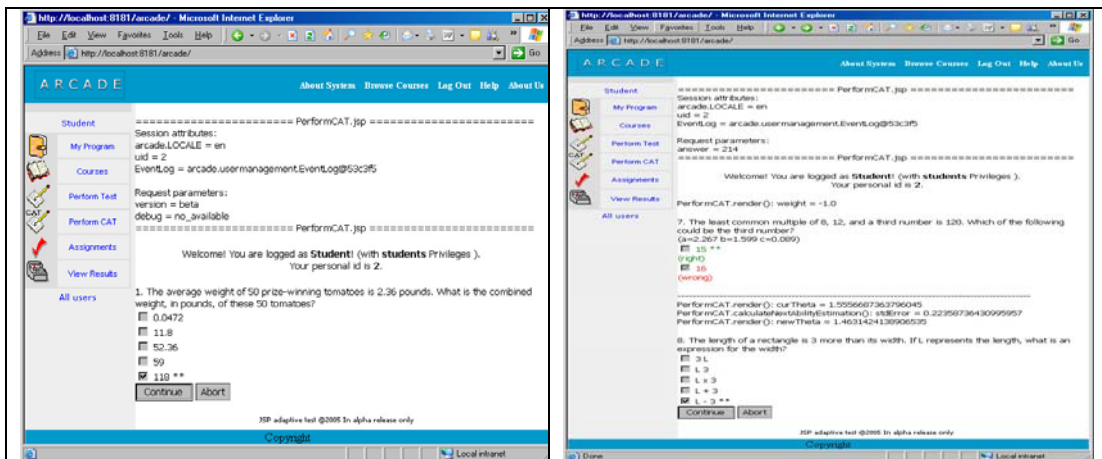 http://localhost:8181/arcade/ - Microsoft Internet Explorer
File Edit View Favorites Tools Help
Address http://localhost:8181/arcade/ Go
ARCADE
About System Browse Courses Log Out Help About Us
Student
My Program
Courses
Perform Test
CAT
Perform CAT
Assignments
View Results
All users
======================= PerformCAT.jsp ========================
Session attributes:
arcade.LOCALE = en
uid = 2
EventLog = arcade.usermanagement.EventLog@53c3f5
Request parameters:
version = beta
debug = no_available
======================= PerformCAT.jsp ========================
Welcome! You are logged as Student! (with students Privileges ).
Your personal id is 2.
1. The average weight of 50 prize-winning tomatoes is 2.36 pounds. What is the combined
weight, in pounds, of these 50 tomatoes?
0.0472
11.8
52.36
59
118 **
Continue Abort
JSP adaptive test @2005 In alpha release only
Copyright
Local intranet
http://localhost:8181/arcade/ - Microsoft Internet Explorer
File Edit View Favorites Tools Help
Address http://localhost:8181/arcade/ Go
ARCADE
About System Browse Courses Log Out Help About Us
Student
My Program
Courses
Perform Test
CAT
Perform CAT
Assignments
View Results
All users
======================= PerformCAT.jsp ========================
Session attributes:
arcade.LOCALE = en
uid = 2
EventLog = arcade.usermanagement.EventLog@53c3f5
Request parameters:
answer = 214
======================= PerformCAT.jsp ========================
Welcome! You are logged as Student! (with students Privileges ).
Your personal id is 2.
PerformCAT.render(): weight = -1.0
7. The least common multiple of 8, 12, and a third number is 120. Which of the following
could be the third number?
(a=2.267 b=1.599 c=0.089)
15 **
(right)
16
(wrong)
PerformCAT.render(): curTheta = 1.5556687363796045
PerformCAT.calculateNextAbilityEstimation(): stdError = 0.22358736430995957
PerformCAT.render(): newTheta = 1.4631424138906535
8. The length of a rectangle is 3 more than its width. If L represents the length, what is an
expression for the width?
3 L
L 3
L x 3
L + 3
L - 3 **
Continue Abort
JSP adaptive test @2005 In alpha release only
Copyright
Done
Local intranet